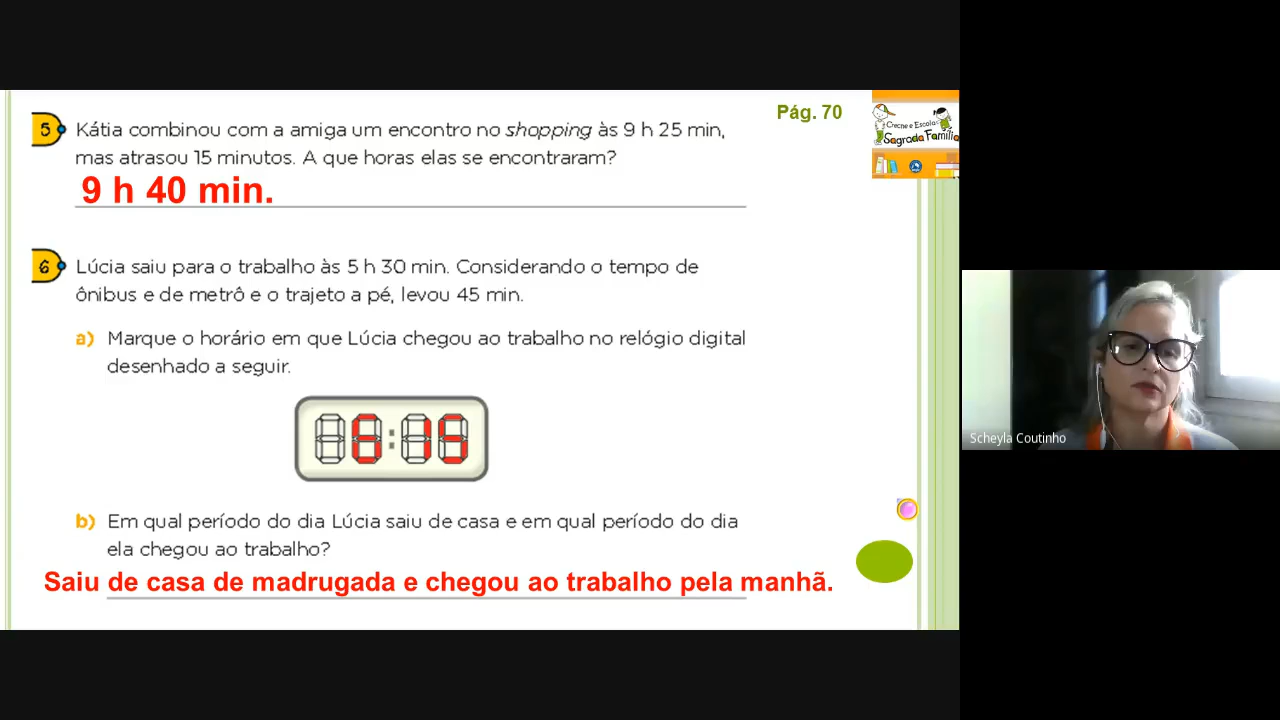 Pág. 70
Creche e Escola
Sagrada Família
5 Kátia combinou com a amiga um encontro no shopping às 9 h 25 min,
mas atrasou 15 minutos. A que horas elas se encontraram?
9 h 40 min.
6 Lúcia saiu para o trabalho às 5 h 30 min. Considerando o tempo de
ônibus e de metrô e o trajeto a pé, levou 45 min.
a) Marque o horário em que Lúcia chegou ao trabalho no relógio digital
desenhado a seguir.
6:15
b) Em qual período do dia Lúcia saiu de casa e em qual período do dia
ela chegou ao trabalho?
Saiu de casa de madrugada e chegou ao trabalho pela manhã.
Scheyla Coutinho